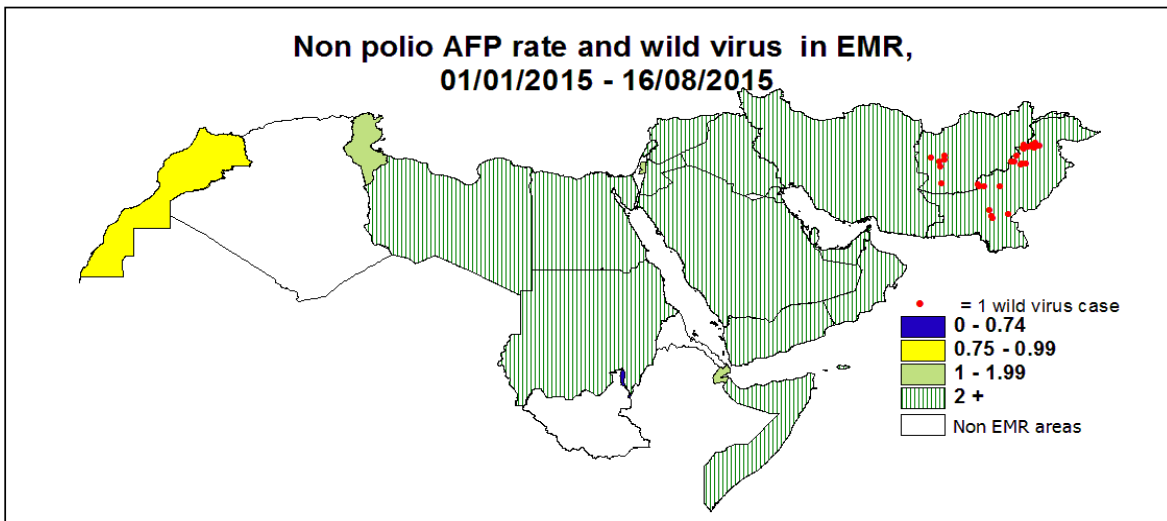 Non polio AFP rate and wild virus in EMR,
01/01/2015 - 16/08/2015
= 1 wild virus case
0 - 0.74
0.75 - 0.99
1 - 1.99
2 +
Non EMR areas